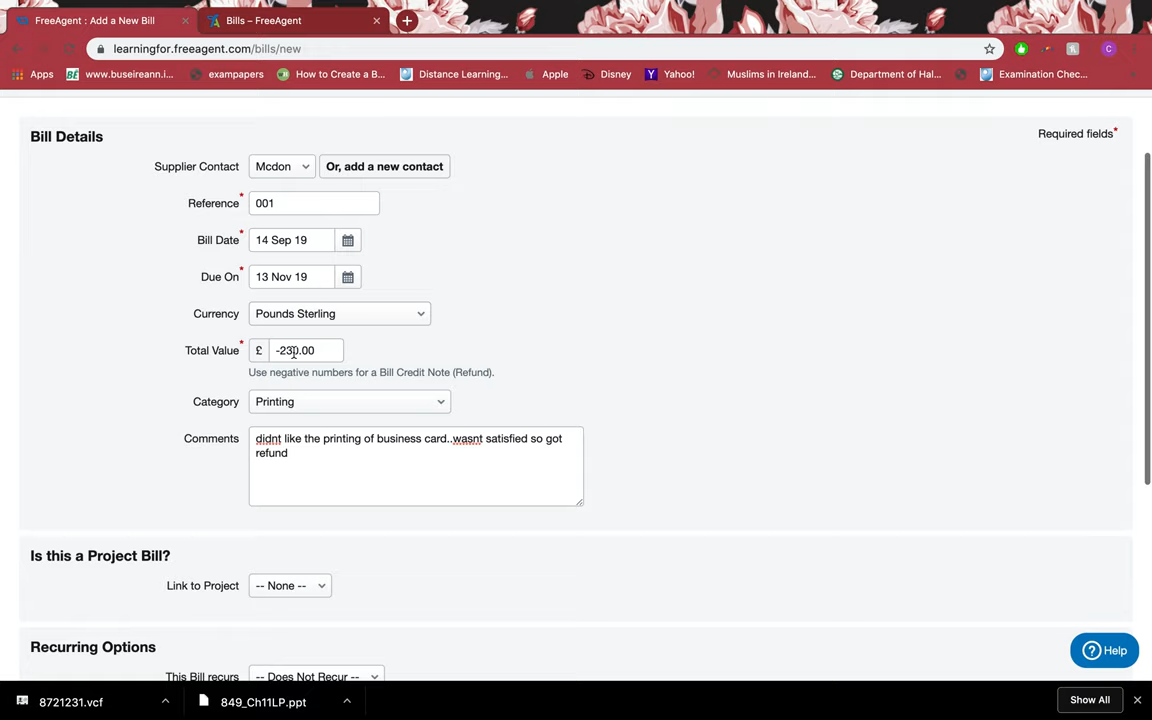 FreeAgent : Add a New Bill
Bills – FreeAgent
learningfor.freeagent.com/bills/new
C
Apps
www.buseireann.i...
exampapers
How to Create a B...
Distance Learning...
Apple
Disney
Yahoo!
Muslims in Ireland...
Department of Hal...
Examination Chec...
Bill Details
Required fields*
Supplier Contact
Mcdon
Or, add a new contact
Reference*
001
Bill Date*
14 Sep 19
Due On*
13 Nov 19
Currency
Pounds Sterling
Total Value*
£
-230.00
Use negative numbers for a Bill Credit Note (Refund).
Category
Printing
Comments
didnt like the printing of business card..wasnt satisfied so got
refund
Is this a Project Bill?
Link to Project
-- None --
Recurring Options
This Bill recurs
-- Does Not Recur --
Help
8721231.vcf
849_Ch11LP.ppt
Show All